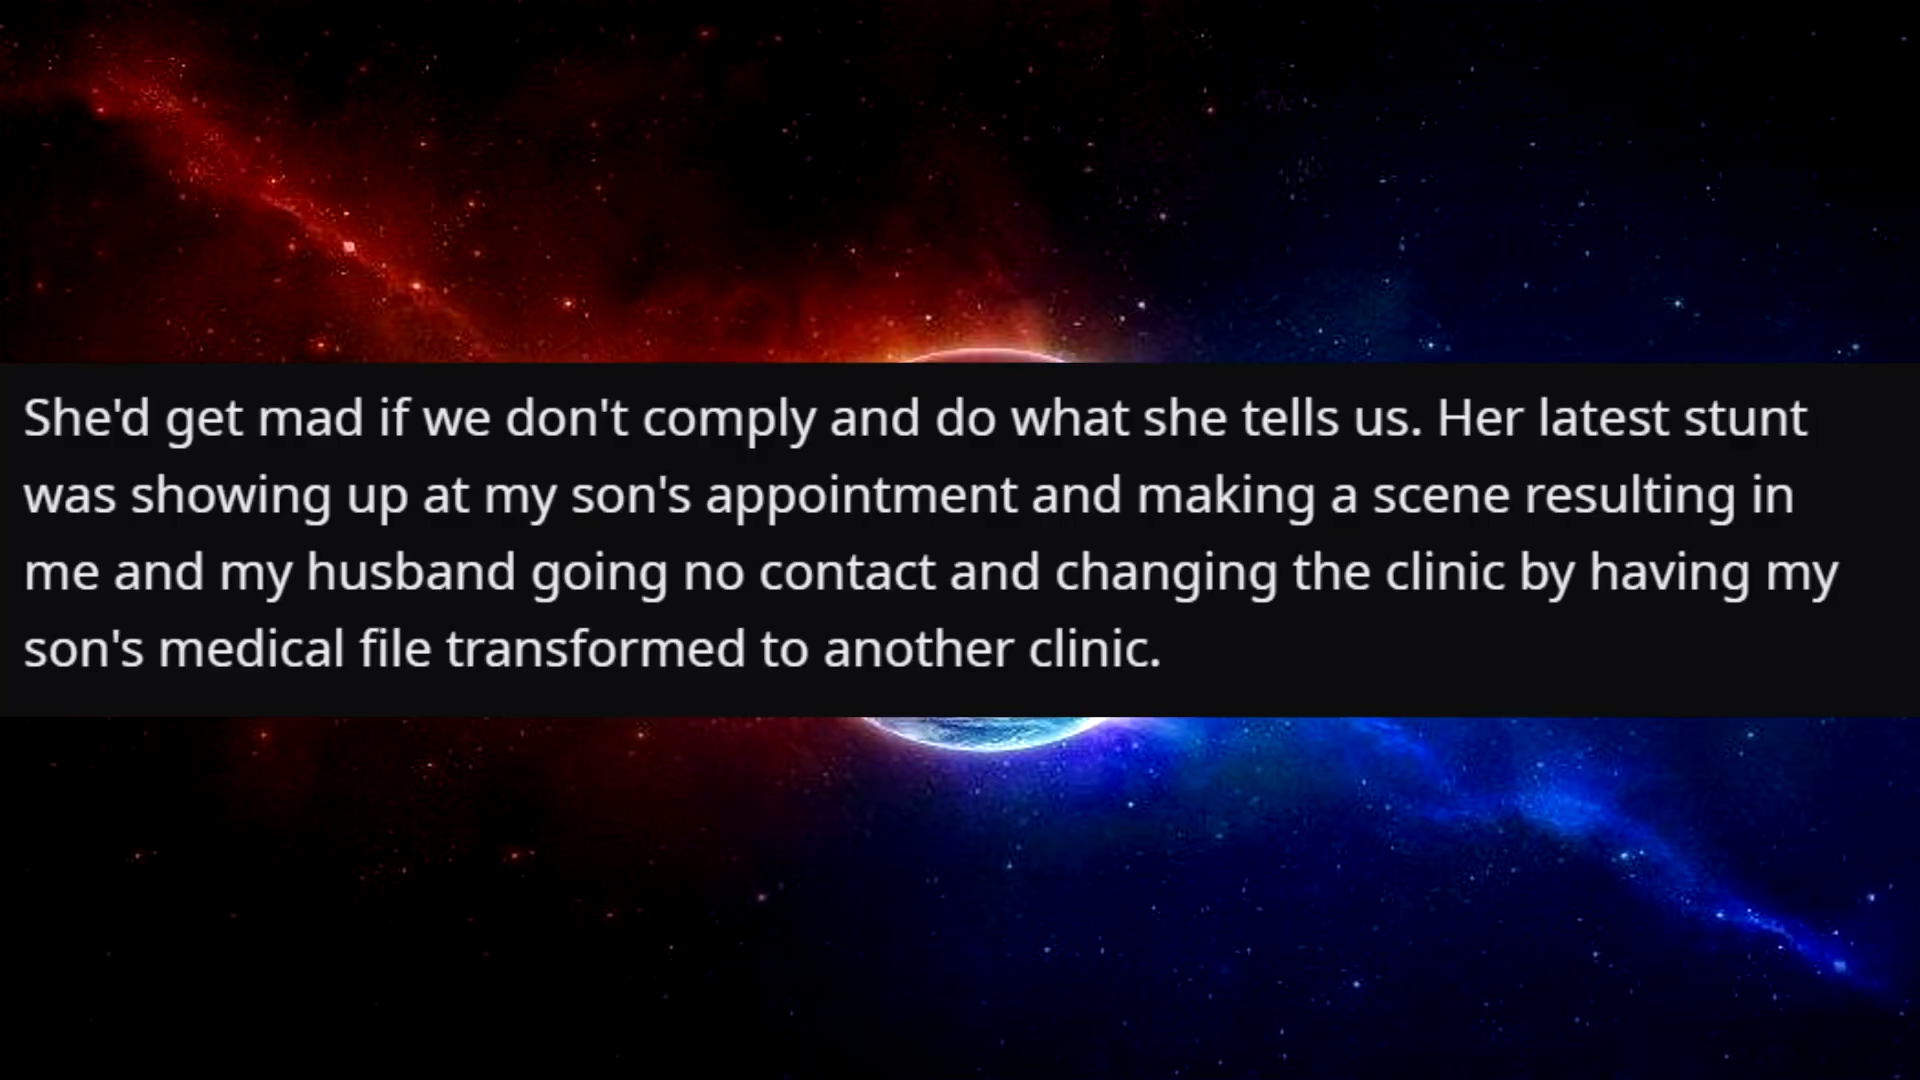 She'd get mad if we don't comply and do what she tells us. Her latest stunt
was showing up at my son's appointment and making a scene resulting in
me and my husband going no contact and changing the clinic by having my
son's medical file transformed to another clinic.